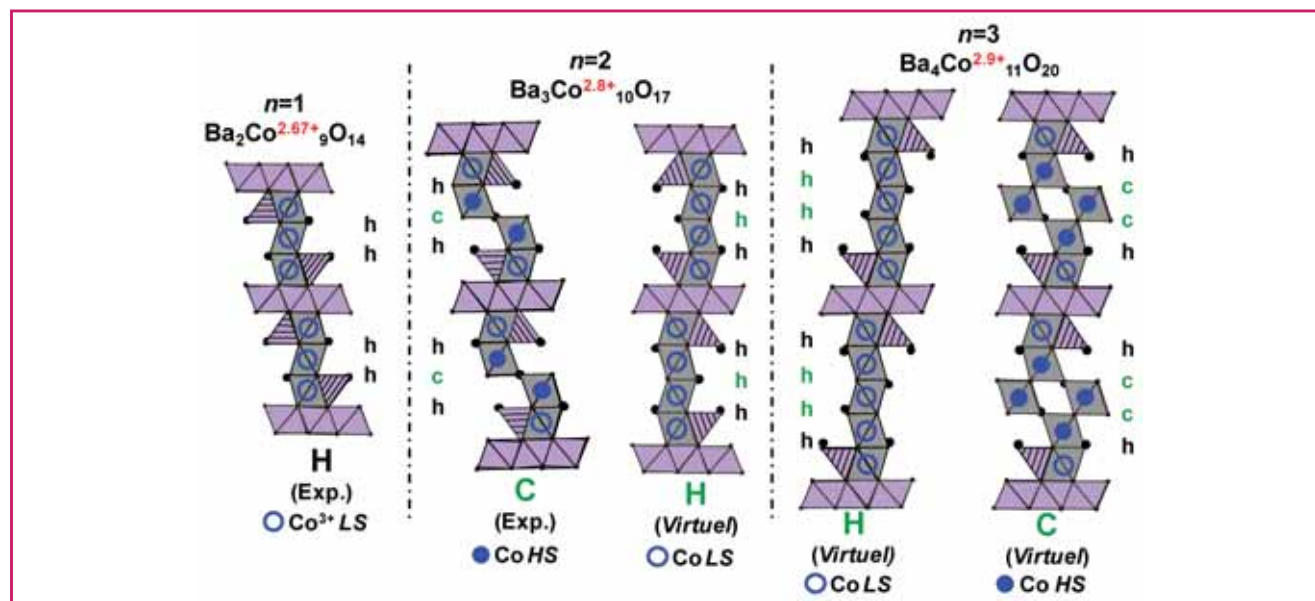 n=1
Ba2Co2.67+9O14
h
h
h
h
H
(Exp.)
Co3+ LS
n=2
Ba3Co2.8+10O17
h
c
h
h
c
h
C
(Exp.)
Co HS
h
h
h
h
h
h
H
(Virtuel)
Co LS
n=3
Ba4Co2.9+11O20
h
h
h
h
h
h
h
h
H
(Virtuel)
Co LS
h
c
c
h
h
c
c
h
C
(Virtuel)
Co HS